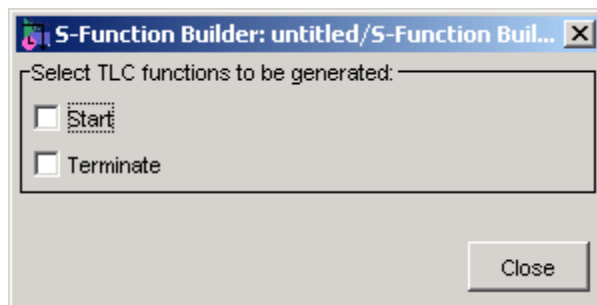 S-Function Builder: untitled/S-Function Buil...
Select TLC functions to be generated:
Start
Terminate
Close